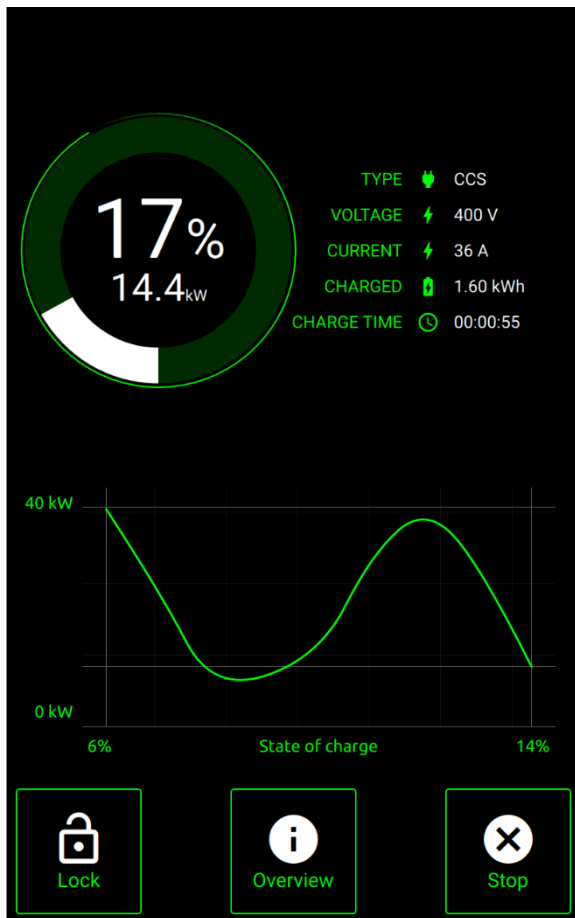 17%
14.4kW
TYPE CCS
VOLTAGE 400 V
CURRENT 36 A
CHARGED 1.60 kWh
CHARGE TIME 00:00:55
40 kW
0 kW
6% State of charge 14%
Lock Overview Stop